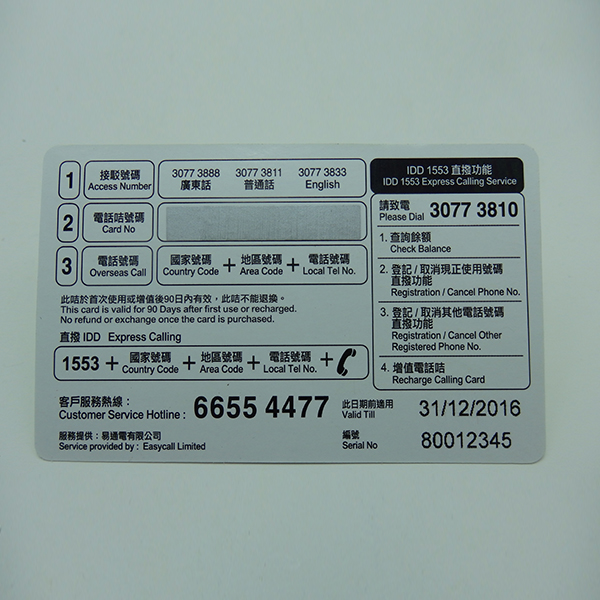 1 接駁號碼 3077 3888 3077 3811 3077 3833
Access Number 廣東話 普通話 English
2 電話咭號碼
Card No
3 電話號碼 國家號碼 + 地區號碼 + 電話號碼
Overseas Call Country Code Area Code Local Tel No.
此咭於首次使用或增值後90日內有效，此咭不能退換。
This card is valid for 90 Days after first use or recharged.
No refund or exchange once the card is purchased.
直撥 IDD Express Calling
1553 + 國家號碼 + 地區號碼 + 電話號碼 +
Country Code Area Code Local Tel No.
客戶服務熱線：
Customer Service Hotline : 6655 4477
服務提供：易通電有限公司
Service provided by : Easycall Limited
IDD 1553 直撥功能
IDD 1553 Express Calling Service
請致電
Please Dial 3077 3810
1. 查詢餘額
Check Balance
2. 登記 / 取消現正使用號碼
直撥功能
Registration / Cancel Phone No.
3. 登記 / 取消其他電話號碼
直撥功能
Registration / Cancel Other
Registered Phone No.
4. 增值電話咭
Recharge Calling Card
此日期前適用
Valid Till 31/12/2016
編號
Serial No 80012345